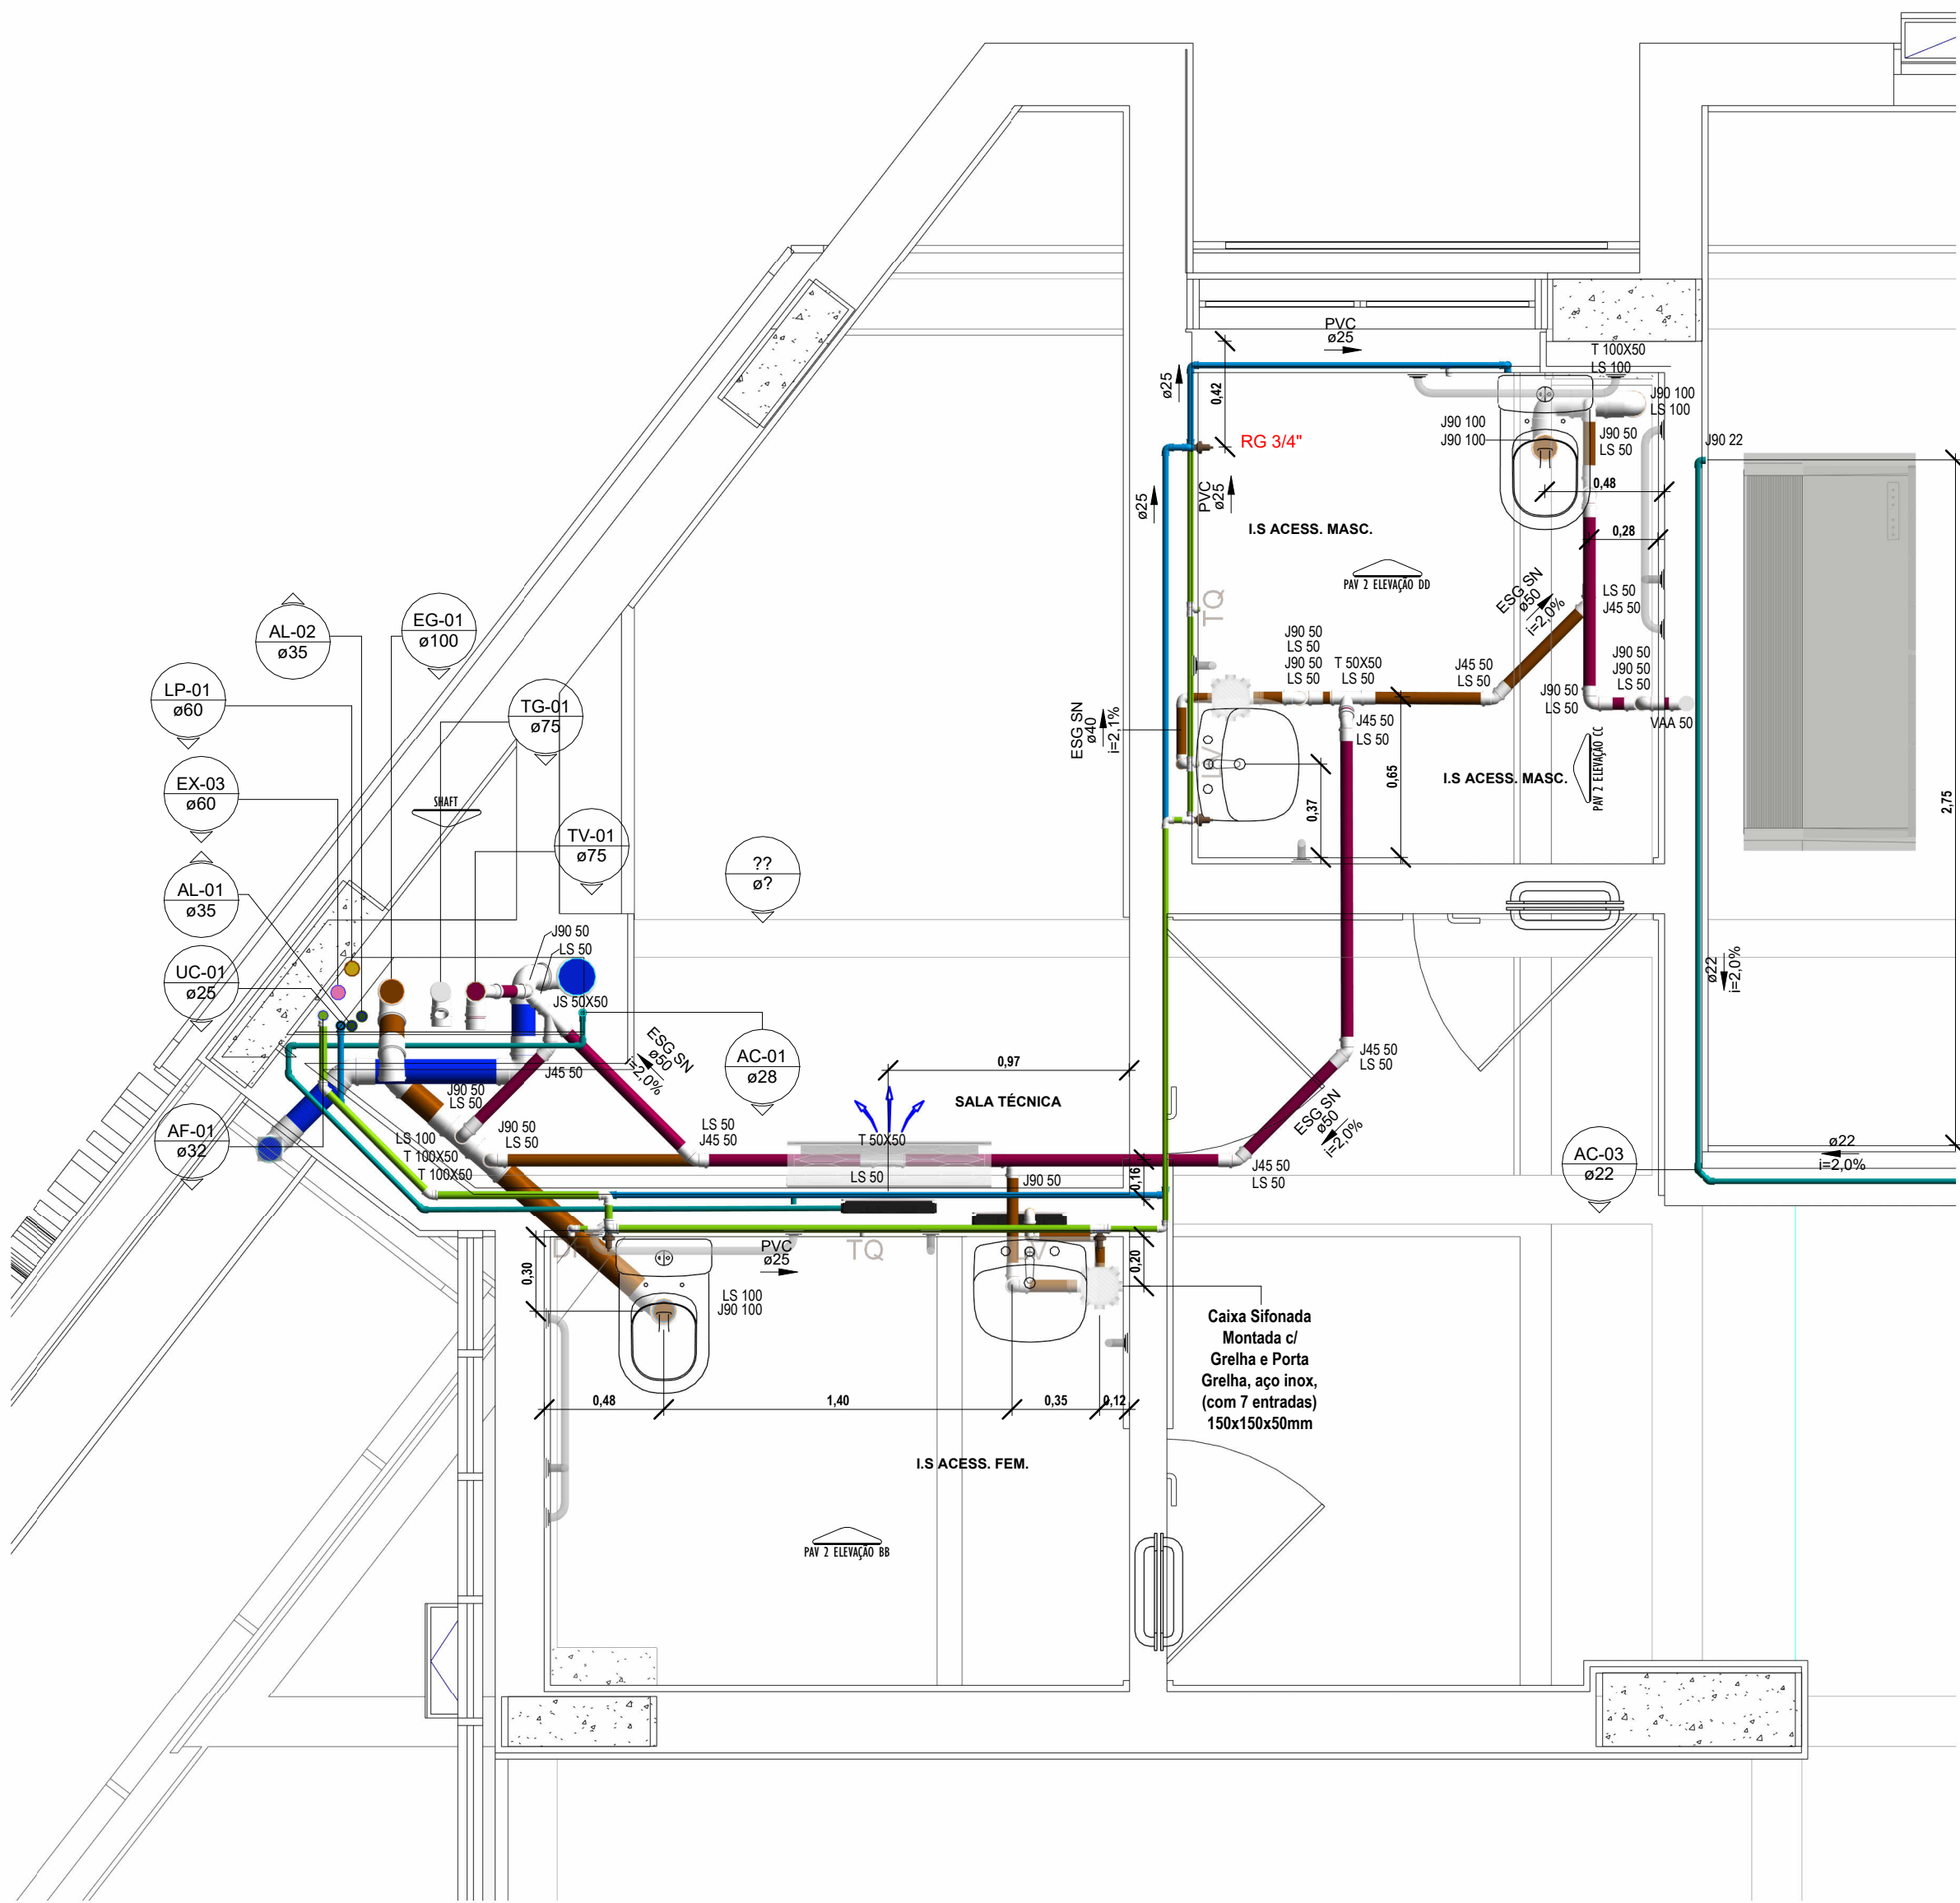 PVC
ø25
T 100X50
LS 100
ø25
0,42
RG 3/4"
J90 100
LS 100
J90 100
J90 100
J90 50
LS 50
J90 22
0,48
ø25
PVC
ø25
I.S ACESS. MASC.
0,28
PAV 2 ELEVAÇÃO DD
ESG SN
ø50
i=2,0%
LS 50
J45 50
TQ
AL-02
ø35
EG-01
ø100
LP-01
ø60
TG-01
ø75
J90 50
LS 50
J90 50
LS 50
T 50X50
LS 50
J45 50
LS 50
J90 50
J90 50
LS 50
J90 50
LS 50
VAA 50
ESG SN
ø40
i=2,1%
J45 50
LS 50
LV
0,65
0,37
I.S ACESS. MASC.
PAV 2 ELEVAÇÃO CC
2,75
EX-03
ø60
SHAFT
TV-01
ø75
??
ø?
AL-01
ø35
UC-01
ø25
J90 50
LS 50
JS 50X50
ø22
i=2,0%
ESG SN
ø50
i=2,0%
AC-01
ø28
0,97
J45 50
LS 50
J45 50
J90 50
LS 50
SALA TÉCNICA
ESG SN
ø50
i=2,0%
AF-01
ø32
J90 50
LS 50
LS 50
J45 50
LS 100
T 100X50
T 100X50
T 50X50
LS 50
J90 50
0,16
J45 50
LS 50
AC-03
ø22
ø22
i=2,0%
PVC
ø25
TQ
LV
0,30
0,20
LS 100
J90 100
Caixa Sifonada
Montada c/
Grelha e Porta
Grelha, aço inox,
(com 7 entradas)
150x150x50mm
0,48
1,40
0,35
0,12
I.S ACESS. FEM.
PAV 2 ELEVAÇÃO BB